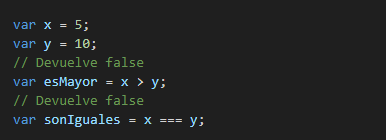 var x = 5;
var y = 10;
// Devuelve false
var esMayor = x > y;
// Devuelve false
var sonIguales = x === y;